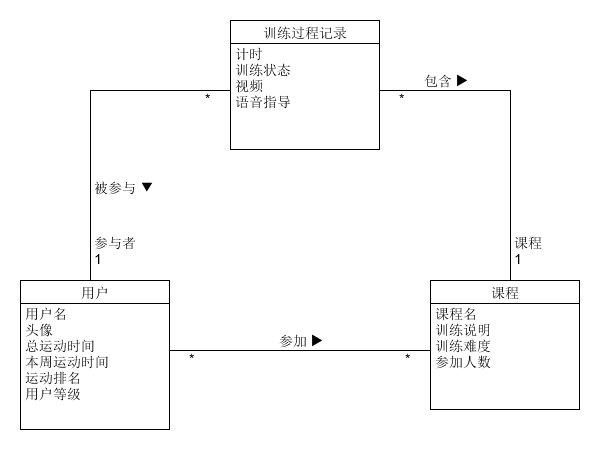 训练过程记录
计时
训练状态
视频
语音指导
包含 ▶
*
*
被参与 ▼
参与者
1
课程
1
用户
用户名
头像
总运动时间
本周运动时间
运动排名
用户等级
参加 ▶
*
*
课程
课程名
训练说明
训练难度
参加人数